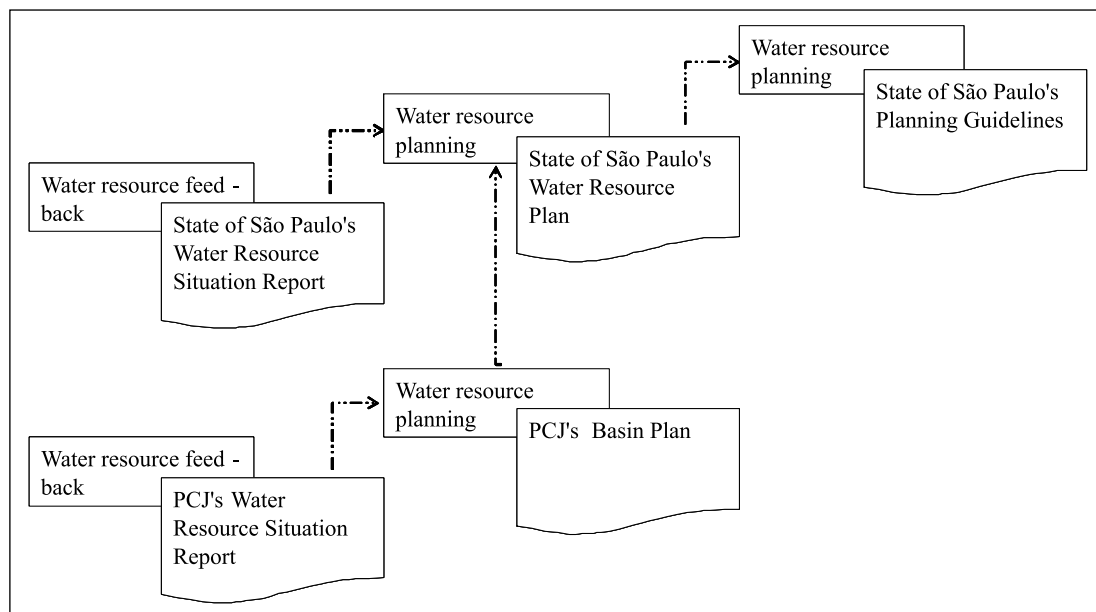 Water resource
planning
State of São Paulo's
Planning Guidelines
Water resource
planning
State of São Paulo's
Water Resource
Plan
Water resource feed -
back
State of São Paulo's
Water Resource
Situation Report
Water resource
planning
PCJ's  Basin Plan
Water resource feed -
back
PCJ's Water
Resource Situation
Report